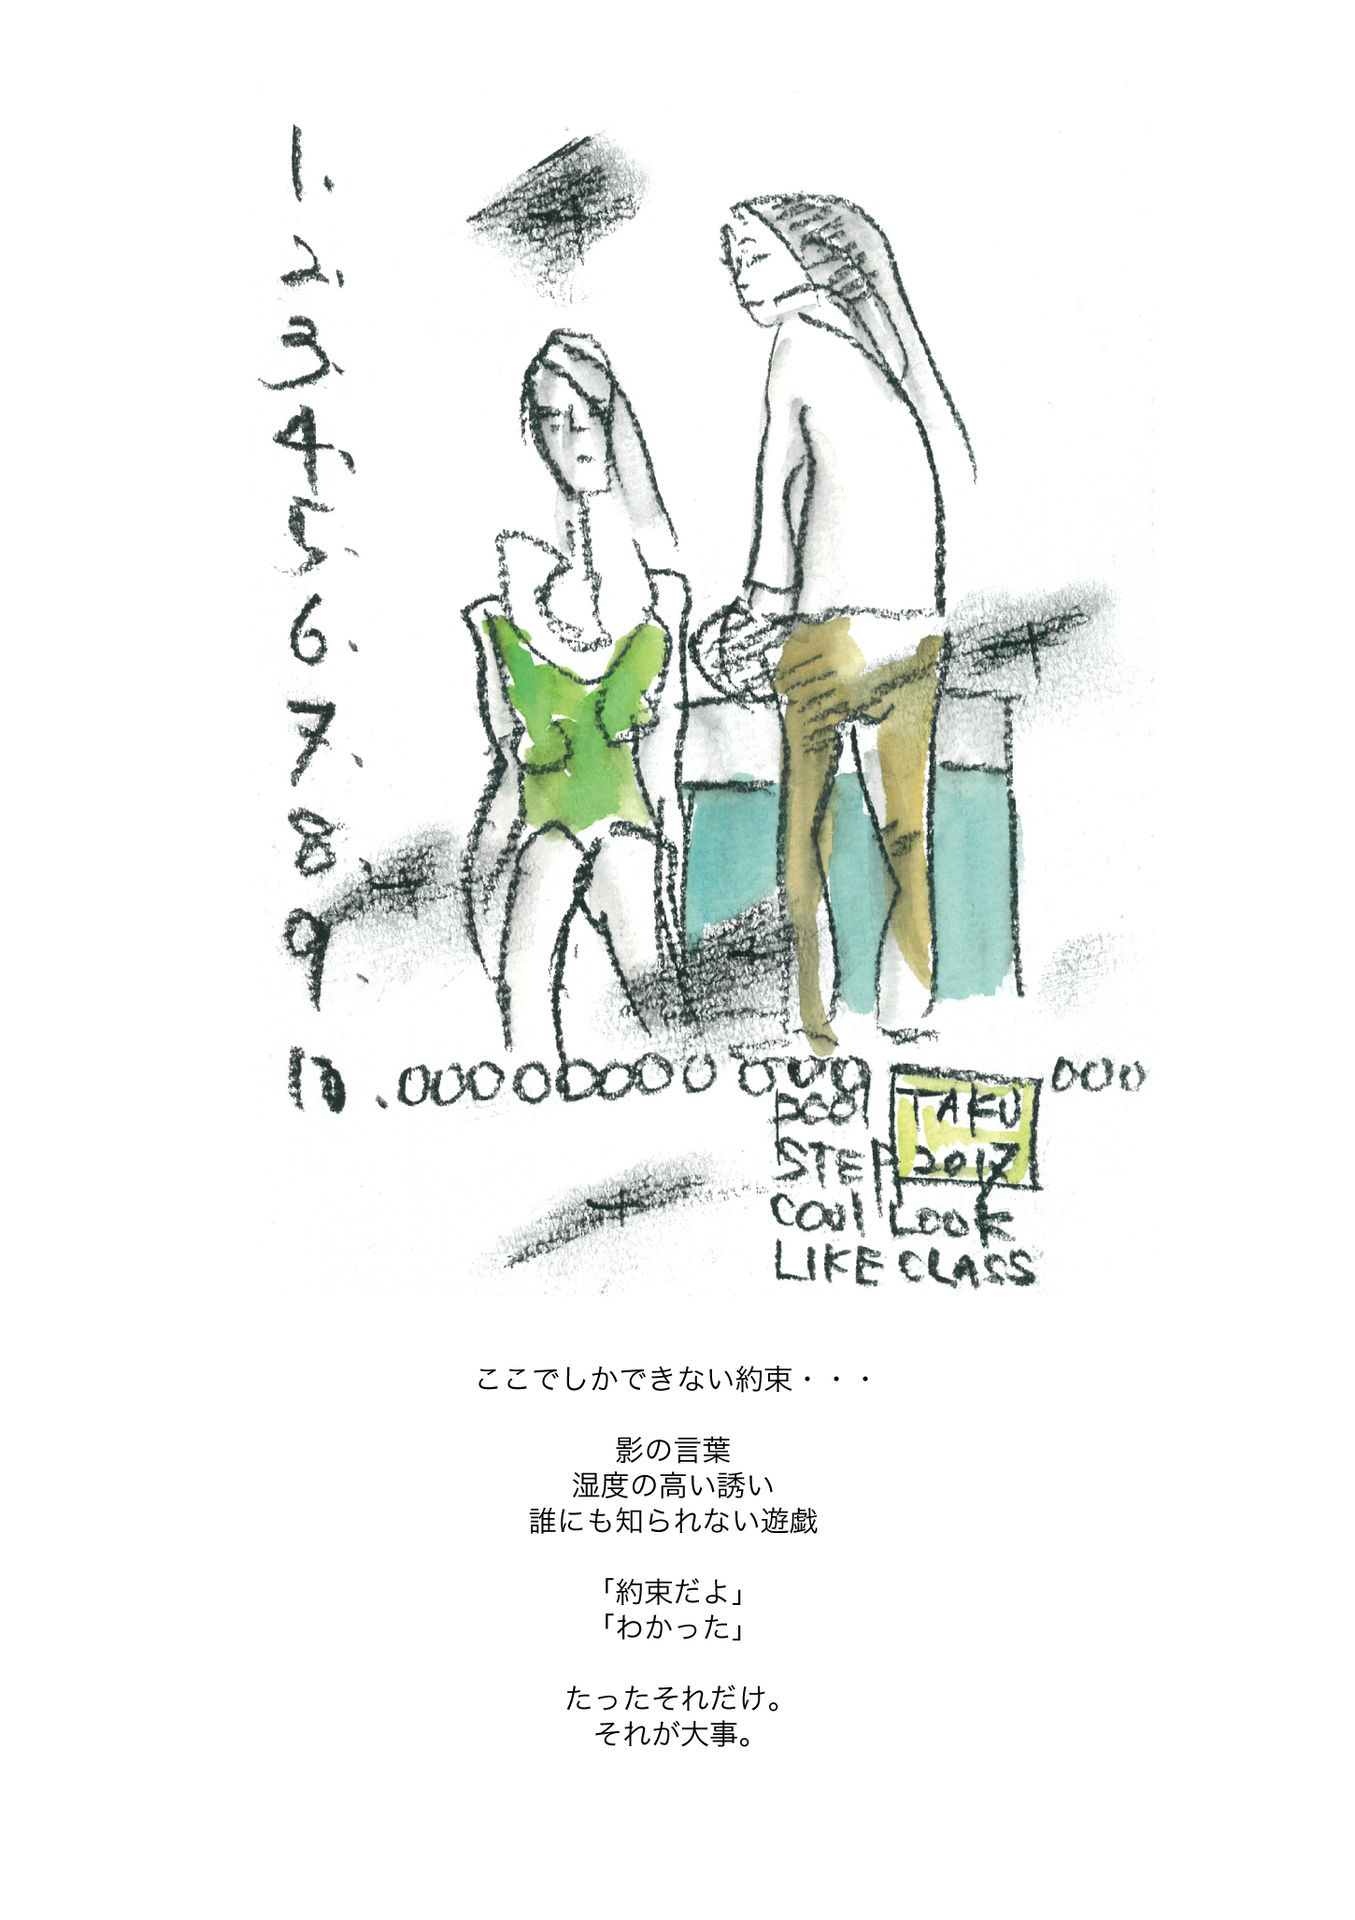 1.
2.
3.
4.
5.
6.
7.
8.
9.
10.000000000 000 000
POOl
TAKU
STEP
2017
COOl LOOK
LIKE CLASS
ここでしかできない約束・・・
影の言葉
湿度の高い誘い
誰にも知られない遊戯
「約束だよ」
「わかった」
たったそれだけ。
それが大事。